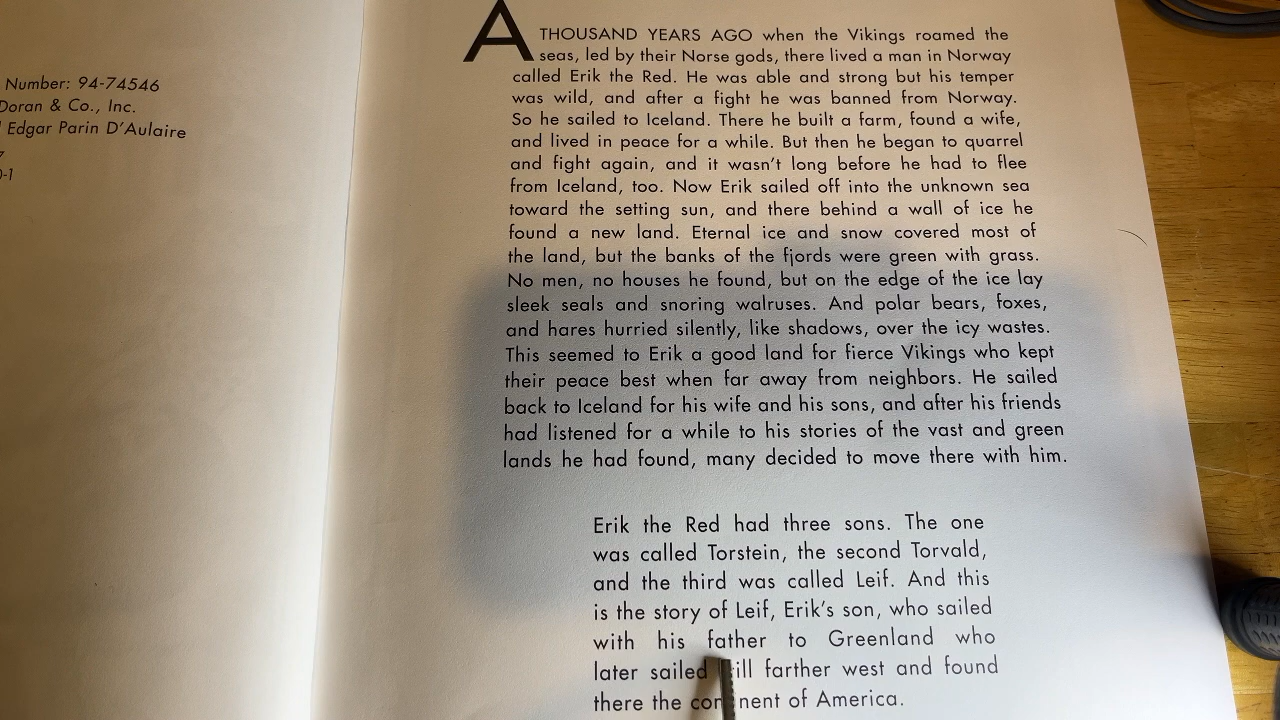 Number: 94-74546
Doran & Co., Inc.
Edgar Parin D'Aulaire
-1
A THOUSAND YEARS AGO when the Vikings roamed the
seas, led by their Norse gods, there lived a man in Norway
called Erik the Red. He was able and strong but his temper
was wild, and after a fight he was banned from Norway.
So he sailed to Iceland. There he built a farm, found a wife,
and lived in peace for a while. But then he began to quarrel
and fight again, and it wasn't long before he had to flee
from Iceland, too. Now Erik sailed off into the unknown sea
toward the setting sun, and there behind a wall of ice he
found a new land. Eternal ice and snow covered most of
the land, but the banks of the fjords were green with grass.
No men, no houses he found, but on the edge of the ice lay
sleek seals and snoring walruses. And polar bears, foxes,
and hares hurried silently, like shadows, over the icy wastes.
This seemed to Erik a good land for fierce Vikings who kept
their peace best when far away from neighbors. He sailed
back to Iceland for his wife and his sons, and after his friends
had listened for a while to his stories of the vast and green
lands he had found, many decided to move there with him.
Erik the Red had three sons. The one
was called Torstein, the second Torvald,
and the third was called Leif. And this
is the story of Leif, Erik's son, who sailed
with his father to Greenland who
later sailed farther west and found
there the of America.